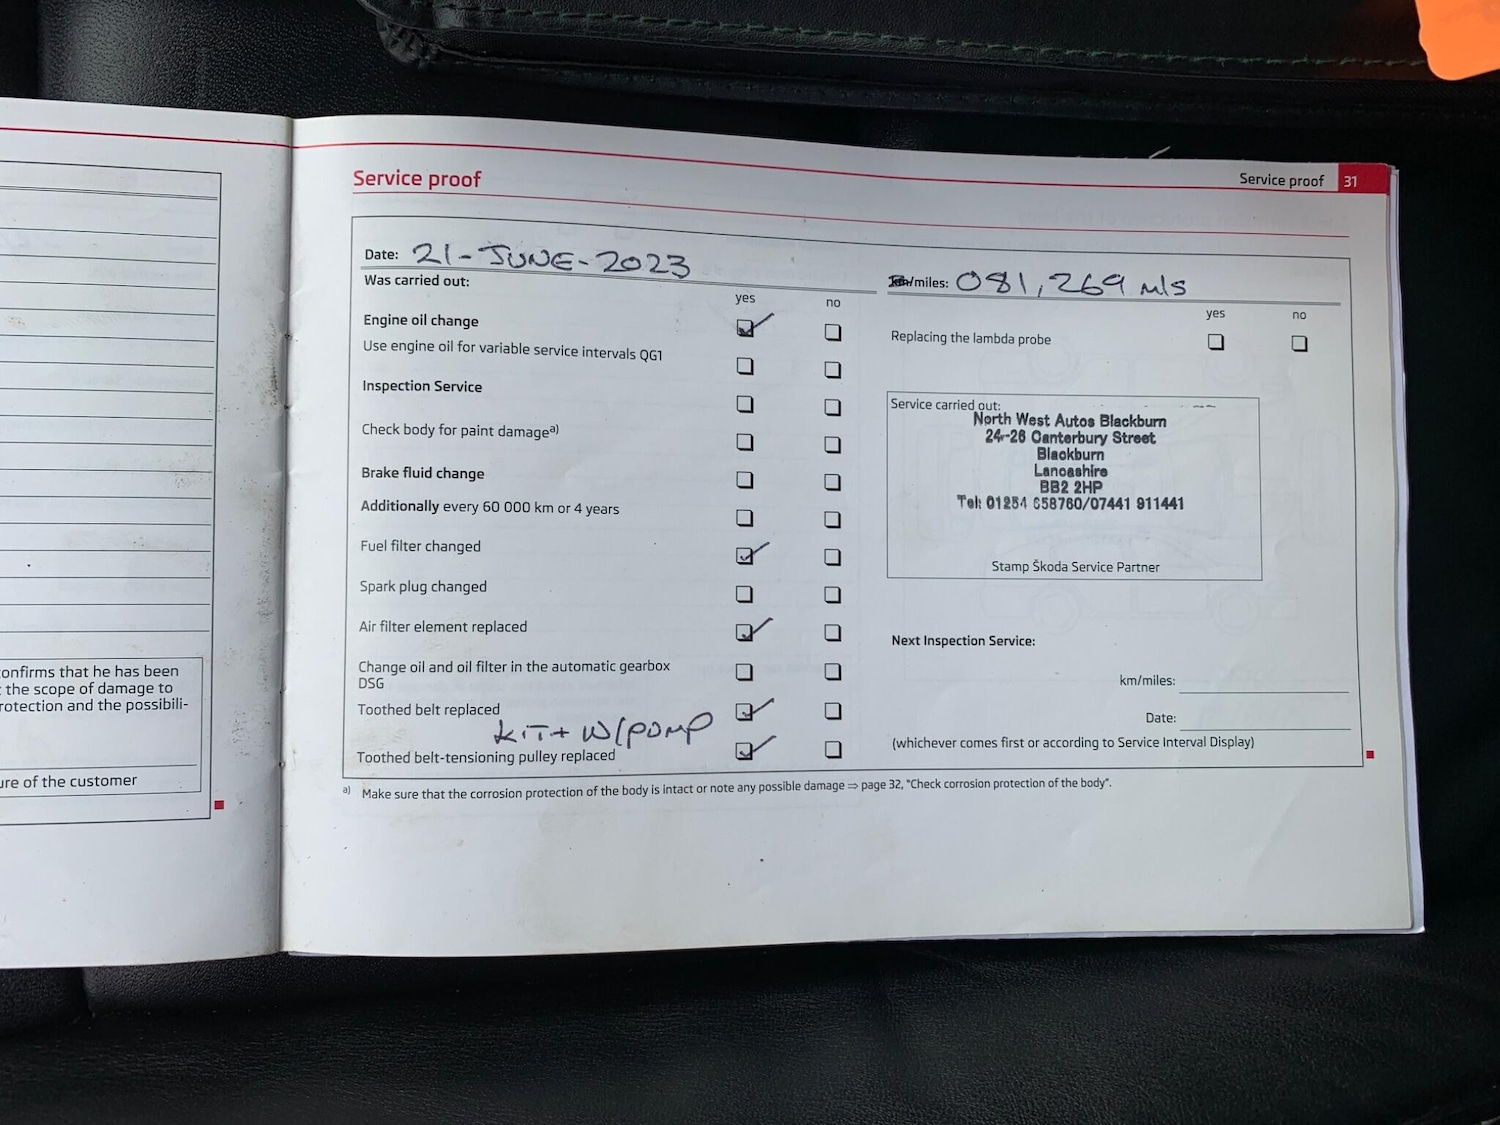 Service proof
Service proof 31
Date: 21-JUNE-2023
Was carried out:
yes no
Engine oil change
Use engine oil for variable service intervals QG1
Inspection Service
Check body for paint damage a)
Brake fluid change
Additionally every 60 000 km or 4 years
Fuel filter changed
Spark plug changed
Air filter element replaced
Change oil and oil filter in the automatic gearbox
DSG
Toothed belt replaced
KIT + W/PUMP
Toothed belt-tensioning pulley replaced
km/miles: 081,269 mls
yes no
Replacing the lambda probe
Service carried out:
North West Autos Blackburn
24-26 Canterbury Street
Blackburn
Lancashire
BB2 2HP
Tel: 01254 658760/07441 911441
Stamp Škoda Service Partner
Next Inspection Service:
km/miles:
Date:
(whichever comes first or according to Service Interval Display)
a) Make sure that the corrosion protection of the body is intact or note any possible damage ⇒ page 32, "Check corrosion protection of the body".
onfirms that he has been
the scope of damage to
rotection and the possibili-
ure of the customer